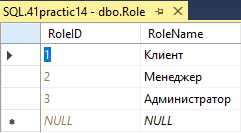 SQL.41practic14 - dbo.Role
RoleID RoleName
1 Клиент
2 Менеджер
3 Администратор
NULL NULL